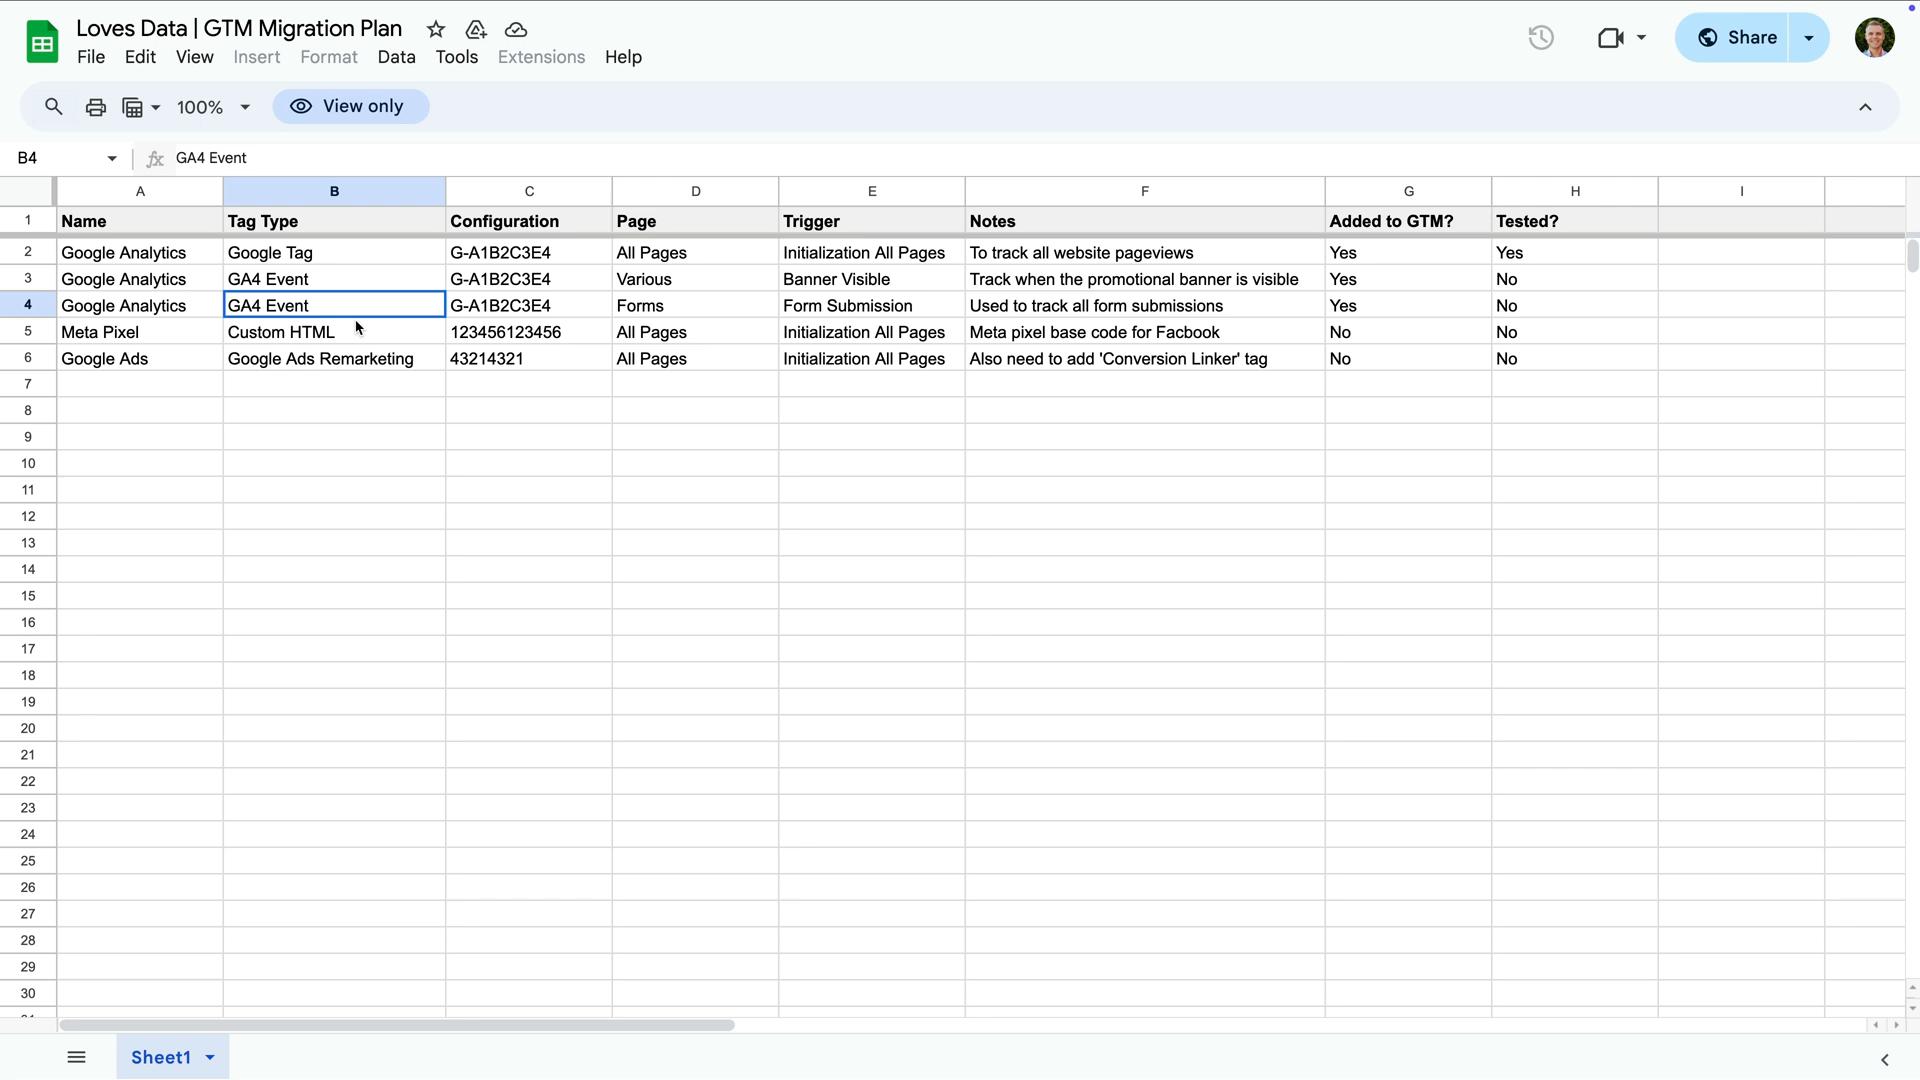 Loves Data | GTM Migration Plan
File Edit View Insert Format Data Tools Extensions Help
Share
100% View only
B4 fx GA4 Event
A B C D E F G H I
1 Name Tag Type Configuration Page Trigger Notes Added to GTM? Tested?
2 Google Analytics Google Tag G-A1B2C3E4 All Pages Initialization All Pages To track all website pageviews Yes Yes
3 Google Analytics GA4 Event G-A1B2C3E4 Various Banner Visible Track when the promotional banner is visible Yes No
4 Google Analytics GA4 Event G-A1B2C3E4 Forms Form Submission Used to track all form submissions Yes No
5 Meta Pixel Custom HTML 123456123456 All Pages Initialization All Pages Meta pixel base code for Facbook No No
6 Google Ads Google Ads Remarketing 43214321 All Pages Initialization All Pages Also need to add 'Conversion Linker' tag No No
7
8
9
10
11
12
13
14
15
16
17
18
19
20
21
22
23
24
25
26
27
28
29
30
Sheet1